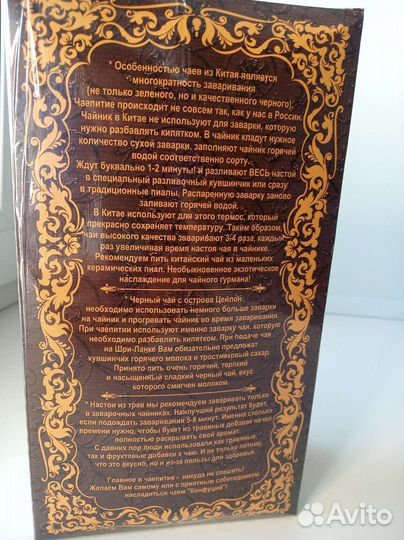 * Особенностью чаев из Китая является
многократность заваривания
(не только зеленого, но и качественного черного).
Чаепитие происходит не совсем так, как у нас в России.
Чайник в Китае не используют для заварки, которую
нужно разбавлять кипятком. В чайник кладут нужное
количество сухой заварки, заполняют чайник горячей
водой соответственно сорту.
Ждут буквально 1-2 минуты! и разливают ВЕСЬ настой
в специальный разливочный кувшинчик или сразу
в традиционные пиалы. Распаренную заварку заново
заливают горячей водой.
В Китае используют для этого термос, который
прекрасно сохраняет температуру. Таким образом,
чаи высокого качества заваривают 3-4 раза, каждый
раз увеличивая время настоя чая в чайнике.
Рекомендуем пить китайский чай из маленьких
керамических пиал. Необыкновенное экзотическое
наслаждение для чайного гурмана!
* Черный чай с острова Цейлон:
необходимо использовать немного больше заварки
на чайник и прогревать чайник во время заваривания.
При чаепитии используют именно заварку чая, которую
необходимо разбавлять кипятком. При подаче чая
на Шри-Ланке Вам обязательно предложат
кувшинчик горячего молока и тростниковый сахар.
Принято пить очень горячий, терпкий
и насыщенный сладкий черный чай, вкус
которого смягчен молоком.
* Настои из трав мы рекомендуем заваривать только
в заварочных чайниках. Наилучший результат будет,
если подождать заваривания 5-8 минут. Именно столько
времени нужно, чтобы букет из травяных добавок начал
полностью раскрывать свой аромат.
С давних пор люди использовали как травяные,
так и фруктовые добавки к чаю. И не только потому,
что это вкусно, но и из-за пользы для здоровья.
Главное в чаепитие - никуда не спешить!
Желаем Вам самому или с приятным собеседником
насладиться чаем "Конфуций"!
Avito